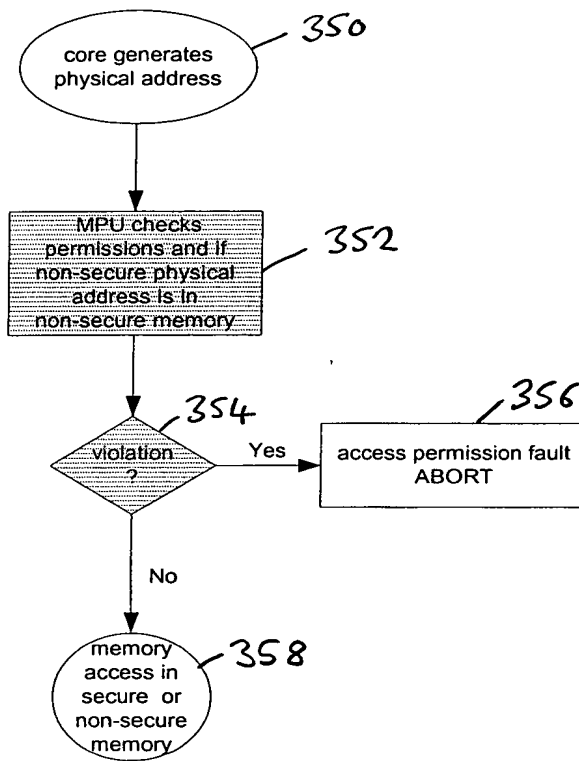 core generates
physical address
350
MPU checks
permissions and if
non-secure physical
address is in
non-secure memory
352
violation
?
354
Yes
access permission fault
ABORT
356
No
memory
access in
secure or
non-secure
memory
358